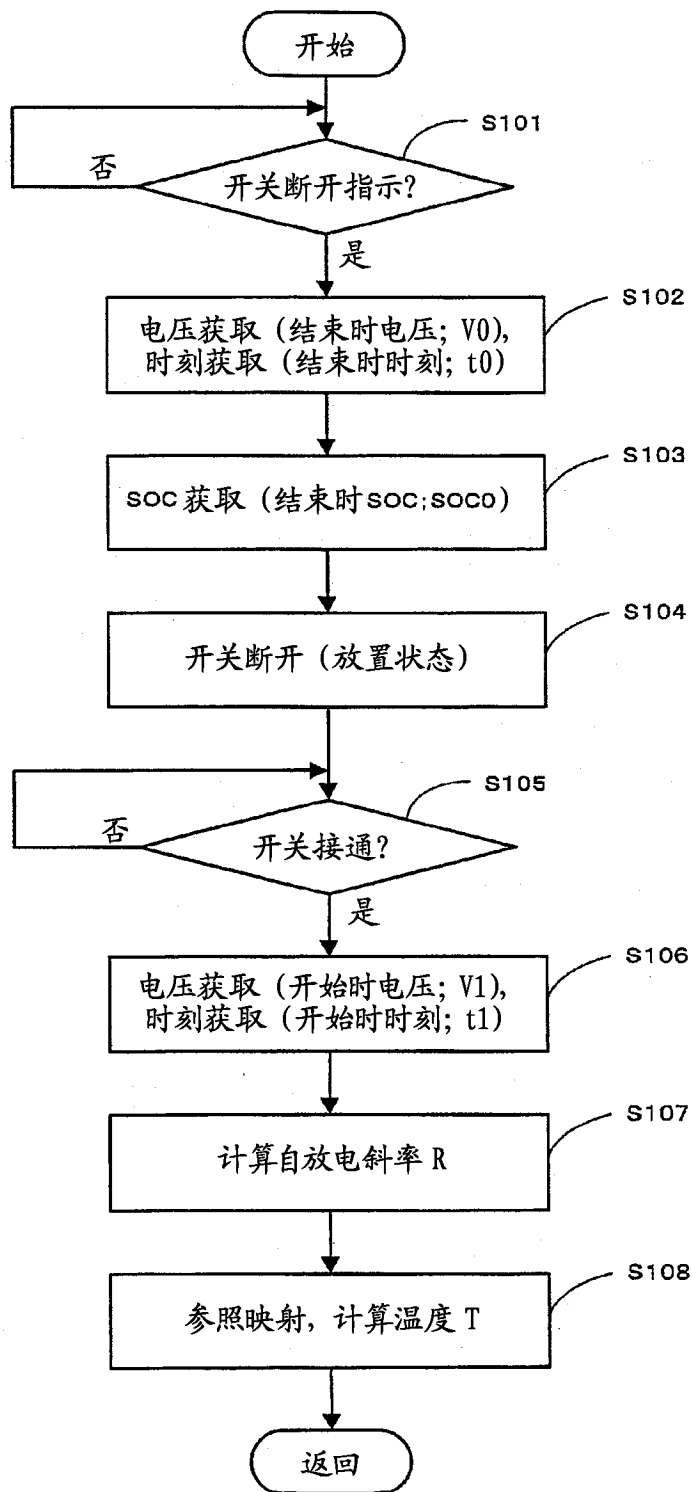 开始
S101
否
开关断开指示?
是
S102
电压获取 (结束时电压; V0),
时刻获取 (结束时时刻; t0)
S103
SOC 获取 (结束时SOC;SOC0)
S104
开关断开 (放置状态)
S105
否
开关接通?
是
S106
电压获取 (开始时电压; V1),
时刻获取 (开始时时刻; t1)
S107
计算自放电斜率 R
S108
参照映射, 计算温度 T
返回